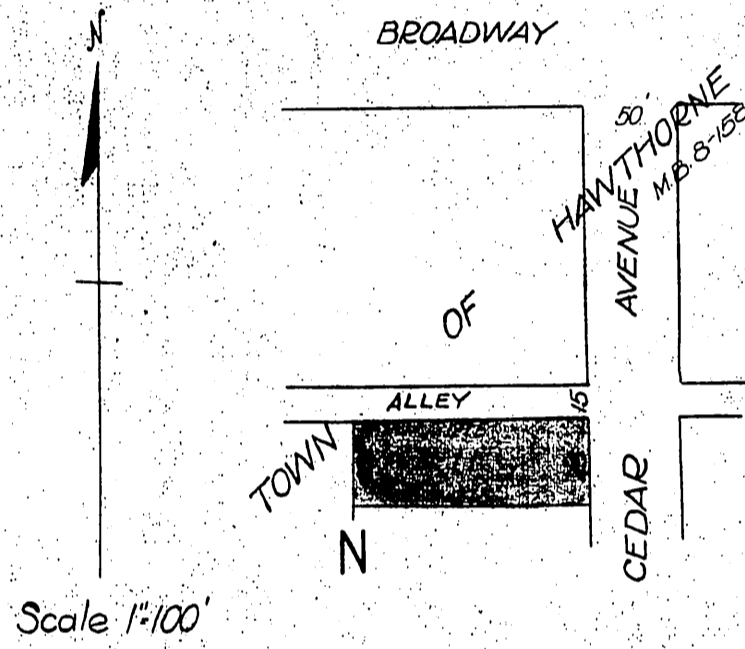 N
BROADWAY
50'
HAWTHORNE
M.B. 8-158
AVENUE
OF
ALLEY
15
TOWN
CEDAR
N
Scale 1"=100'